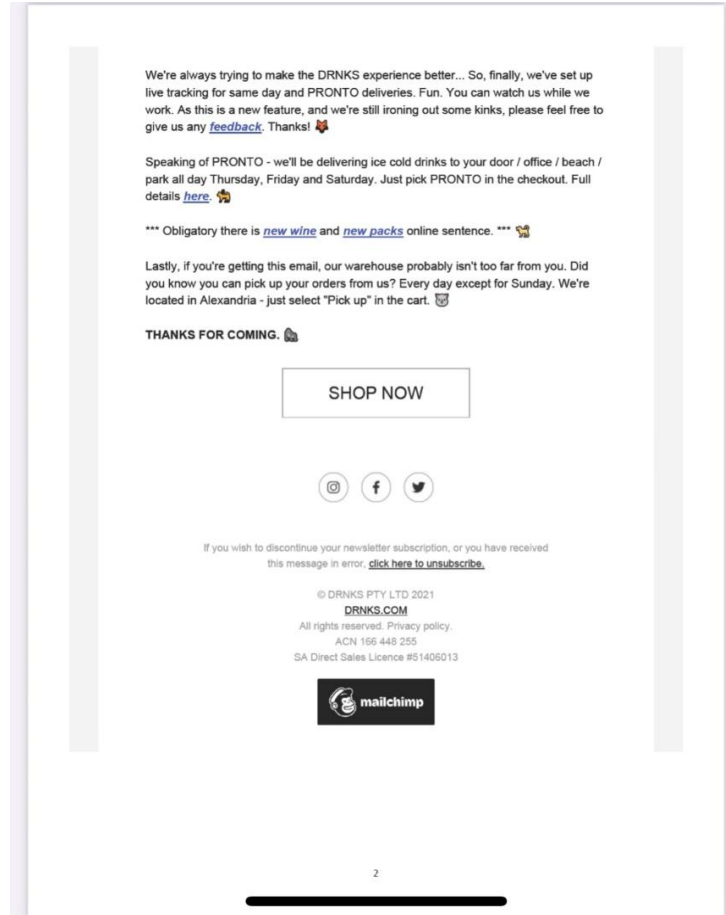 We're always trying to make the DRNKS experience better... So, finally, we've set up
live tracking for same day and PRONTO deliveries. Fun. You can watch us while we
work. As this is a new feature, and we're still ironing out some kinks, please feel free to
give us any feedback. Thanks! 🦊
Speaking of PRONTO - we'll be delivering ice cold drinks to your door / office / beach /
park all day Thursday, Friday and Saturday. Just pick PRONTO in the checkout. Full
details here.
*** Obligatory there is new wine and new packs online sentence. ***
Lastly, if you're getting this email, our warehouse probably isn't too far from you. Did
you know you can pick up your orders from us? Every day except for Sunday. We're
located in Alexandria - just select "Pick up" in the cart.
THANKS FOR COMING.
SHOP NOW
If you wish to discontinue your newsletter subscription, or you have received
this message in error, click here to unsubscribe.
© DRNKS PTY LTD 2021
DRNKS.COM
All rights reserved. Privacy policy.
ACN 166 448 255
SA Direct Sales Licence #51406013
mailchimp
2